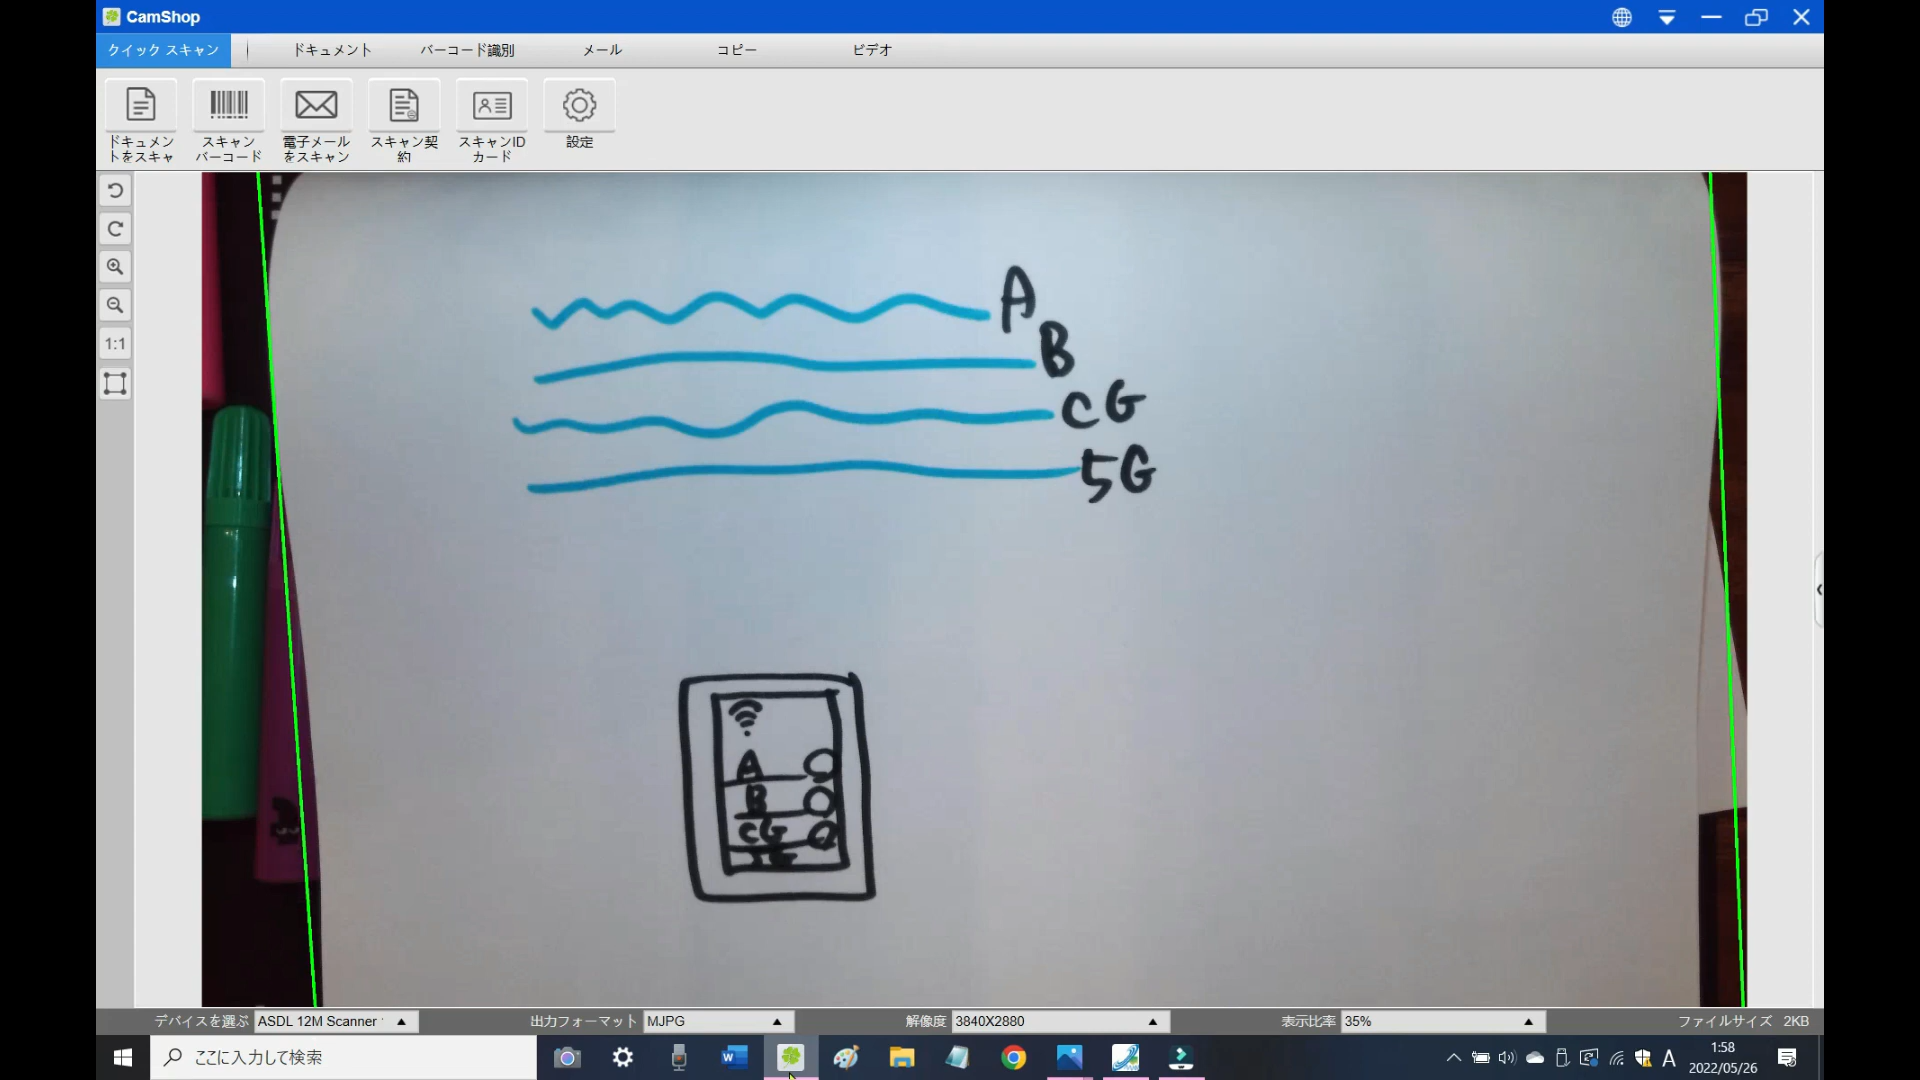 CamShop
クイック スキャン
ドキュメント
バーコード識別
メール
コピー
ビデオ
ドキュメン
トをスキャ
スキャン
バーコード
電子メール
をスキャン
スキャン契
約
スキャンID
カード
設定
1:1
A
B
CG
5G
A
B
CG
デバイスを選ぶ ASDL 12M Scanner
出力フォーマット MJPG
解像度 3840X2880
表示比率 35%
ファイルサイズ 2KB
ここに入力して検索
A
1:58
2022/05/26